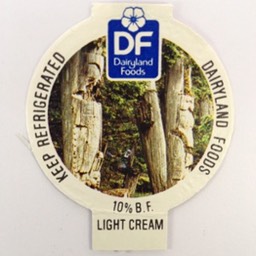 DF
Dairyland
Foods
KEEP REFRIGERATED
DAIRYLAND FOODS
10% B.F.
LIGHT CREAM